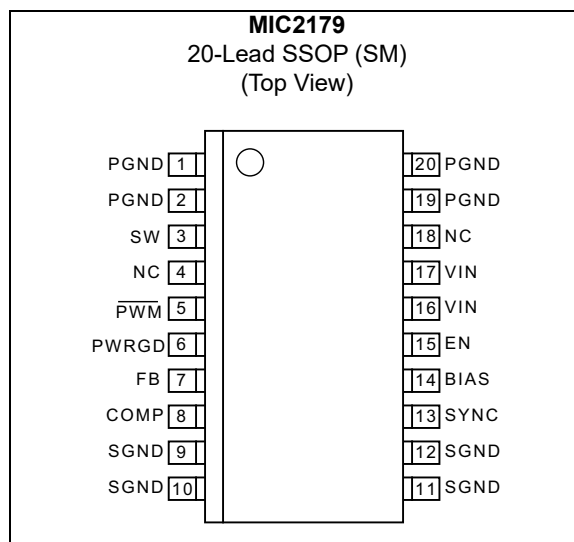 MIC2179
20-Lead SSOP (SM)
(Top View)
PGND 1
PGND 2
SW 3
NC 4
PWM 5
PWRGD 6
FB 7
COMP 8
SGND 9
SGND 10
20 PGND
19 PGND
18 NC
17 VIN
16 VIN
15 EN
14 BIAS
13 SYNC
12 SGND
11 SGND